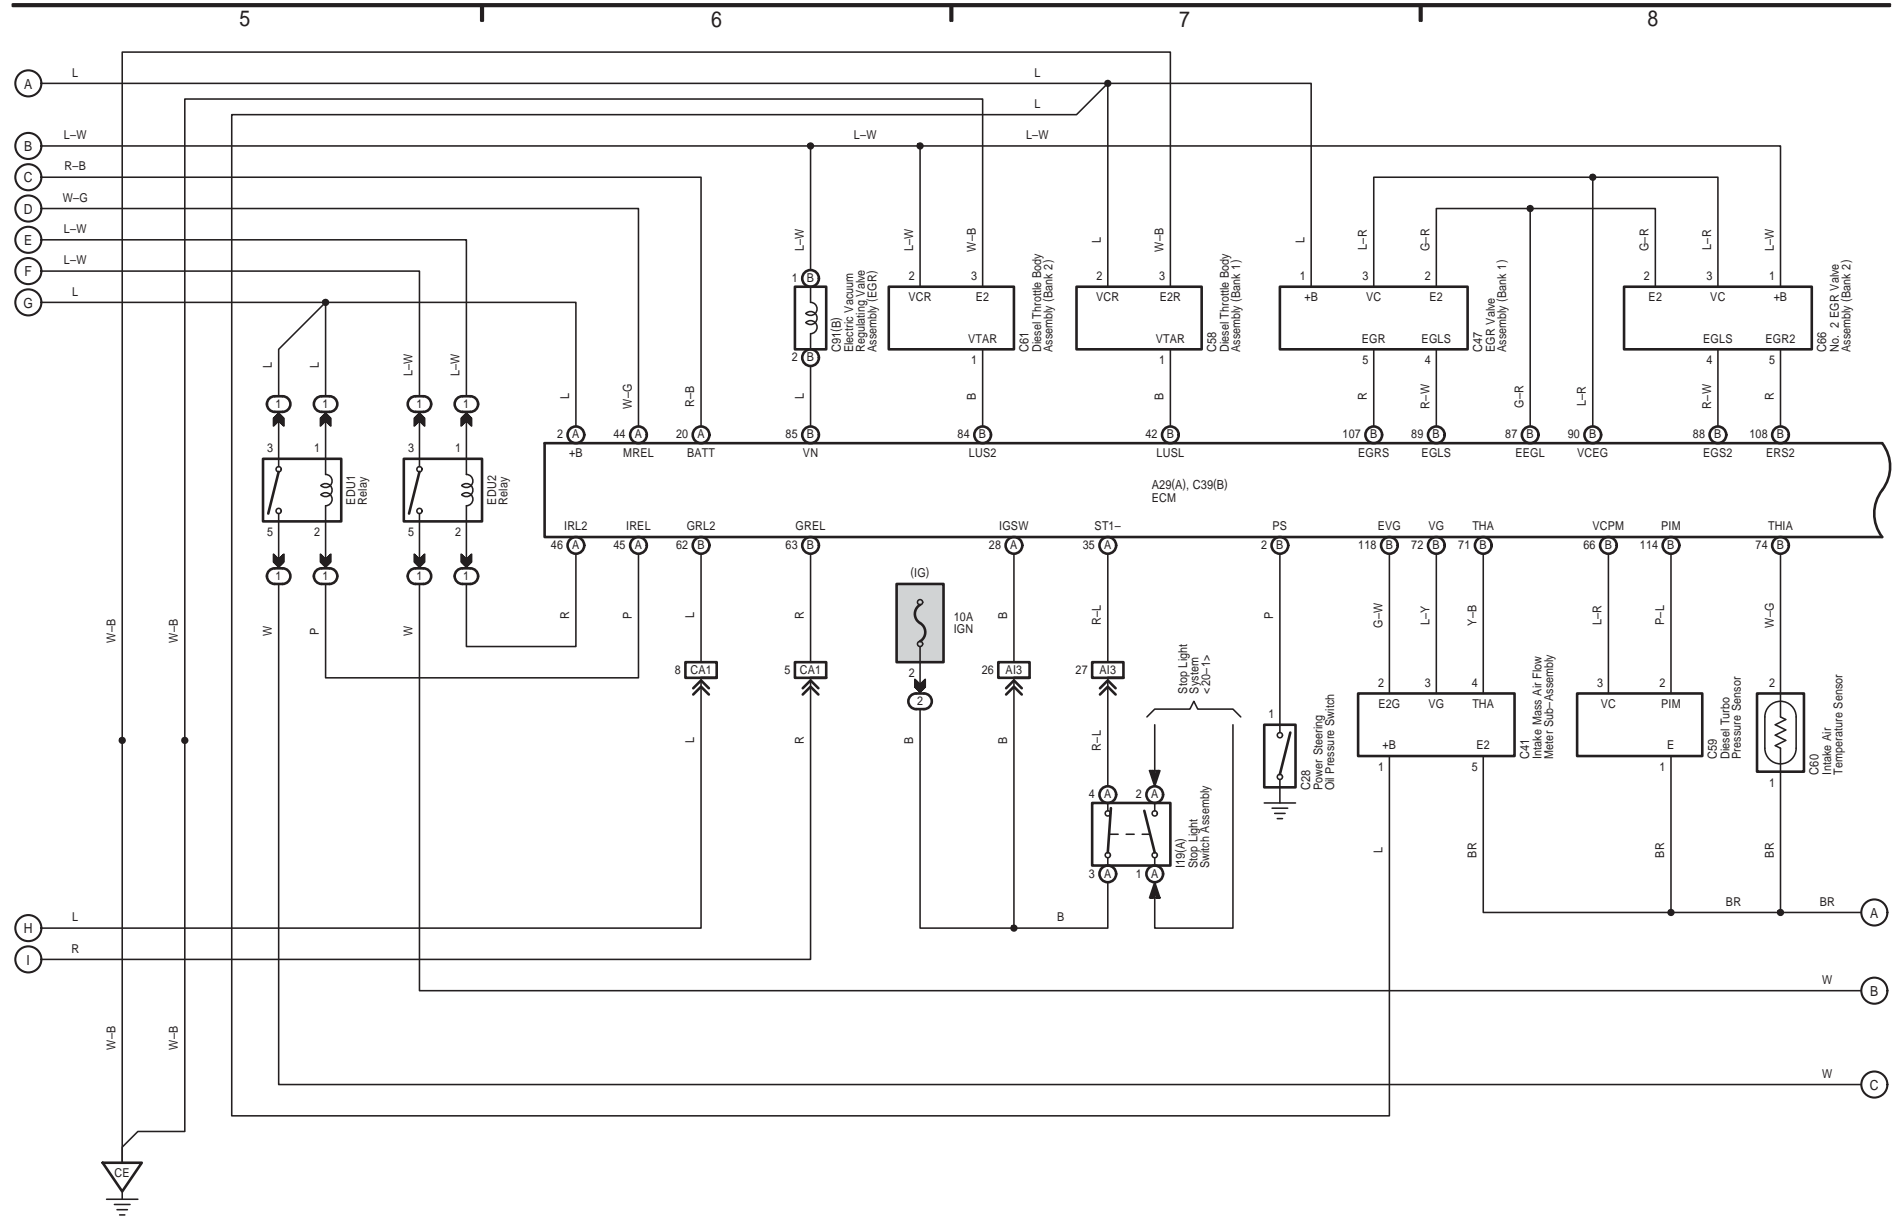 5 6 7 8
A L L
L
B L–W L–W L–W
C R–B
D W–G
E L–W
F L–W
G L
L–W L–W W–B L W–B L L–R G–R G–R L–R L–W
1 B 2 3 2 3 1 3 2 2 3 1
VCR E2 VCR E2R +B VC E2 E2 VC +B
C91(B)
Electric Vacuum
Regulating Valve
Assembly (EGR)
C61
Diesel Throttle Body
Assembly (Bank 2)
C58
Diesel Throttle Body
Assembly (Bank 1)
C47
EGR Valve
Assembly (Bank 1)
C66
No. 2 EGR Valve
Assembly (Bank 2)
VTAR VTAR EGR EGLS EGLS EGR2
2 B 1 1 5 4 4 5
L L L–W L–W L W–G R–B L B B R R–W G–R L–R R–W R
1 1 1 1
2 A 44 A 20 A 85 B 84 B 42 B 107 B 89 B 87 B 90 B 88 B 108 B
+B MREL BATT VN LUS2 LUSL EGRS EGLS EEGL VCEG EGS2 ERS2
3 1 3 1
EDU1
Relay
EDU2
Relay
A29(A), C39(B)
ECM
5 2 5 2
IRL2 IREL GRL2 GREL IGSW ST1– PS EVG VG THA VCPM PIM THIA
46 A 45 A 62 B 63 B 28 A 35 A 2 B 118 B 72 B 71 B 66 B 114 B 74 B
1 1 1 1
(IG)
10A
IGN
W–B W–B W P W R P L R B R–L P G–W L–Y Y–B L–R P–L W–G
8 CA1 5 CA1 2 26 AI3 27 AI3
2
Stop Light
System
<20–1>
L R B B R–L
1
C28
Power Steering
Oil Pressure Switch
2 3 4 3 2 2
E2G VG THA VC PIM
+B E2 E
1 5 1 1
C41
Intake Mass Air Flow
Meter Sub–Assembly
C59
Diesel Turbo
Pressure Sensor
C60
Intake Air
Temperature Sensor
4 A 2 A
I19(A)
Stop Light
Switch Assembly
3 A 1 A
L BR BR BR
BR BR A
H L B
I R
W B
W–B W–B
W C
CE